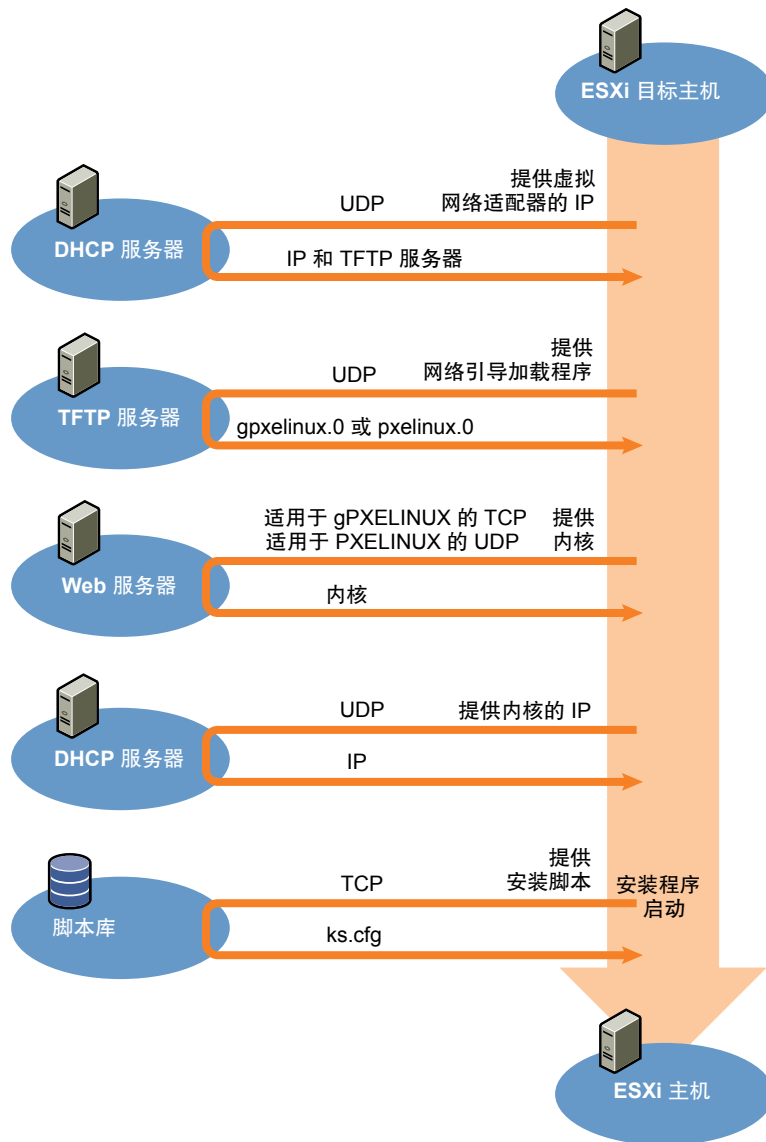 ESXi 目标主机
提供虚拟
UDP 网络适配器的 IP
DHCP 服务器
IP 和 TFTP 服务器
提供
UDP 网络引导加载程序
TFTP 服务器
gpxelinux.0 或 pxelinux.0
适用于 gPXELINUX 的 TCP 提供
适用于 PXELINUX 的 UDP 内核
Web 服务器
内核
UDP 提供内核的 IP
DHCP 服务器
IP
提供
TCP 安装脚本
安装程序
启动
脚本库
ks.cfg
ESXi 主机